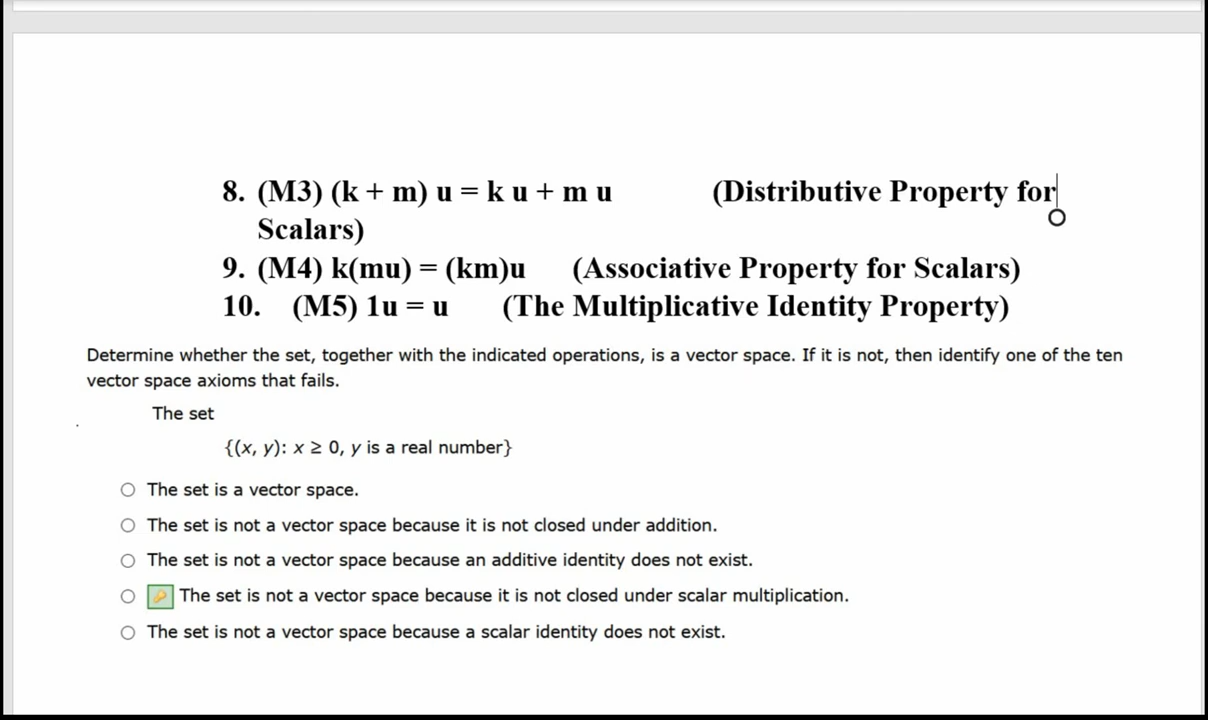 8. (M3) (k + m) u = k u + m u (Distributive Property for
Scalars)
9. (M4) k(mu) = (km)u (Associative Property for Scalars)
10. (M5) 1u = u (The Multiplicative Identity Property)
Determine whether the set, together with the indicated operations, is a vector space. If it is not, then identify one of the ten
vector space axioms that fails.
The set
{(x, y): x ≥ 0, y is a real number}
The set is a vector space.
The set is not a vector space because it is not closed under addition.
The set is not a vector space because an additive identity does not exist.
The set is not a vector space because it is not closed under scalar multiplication.
The set is not a vector space because a scalar identity does not exist.